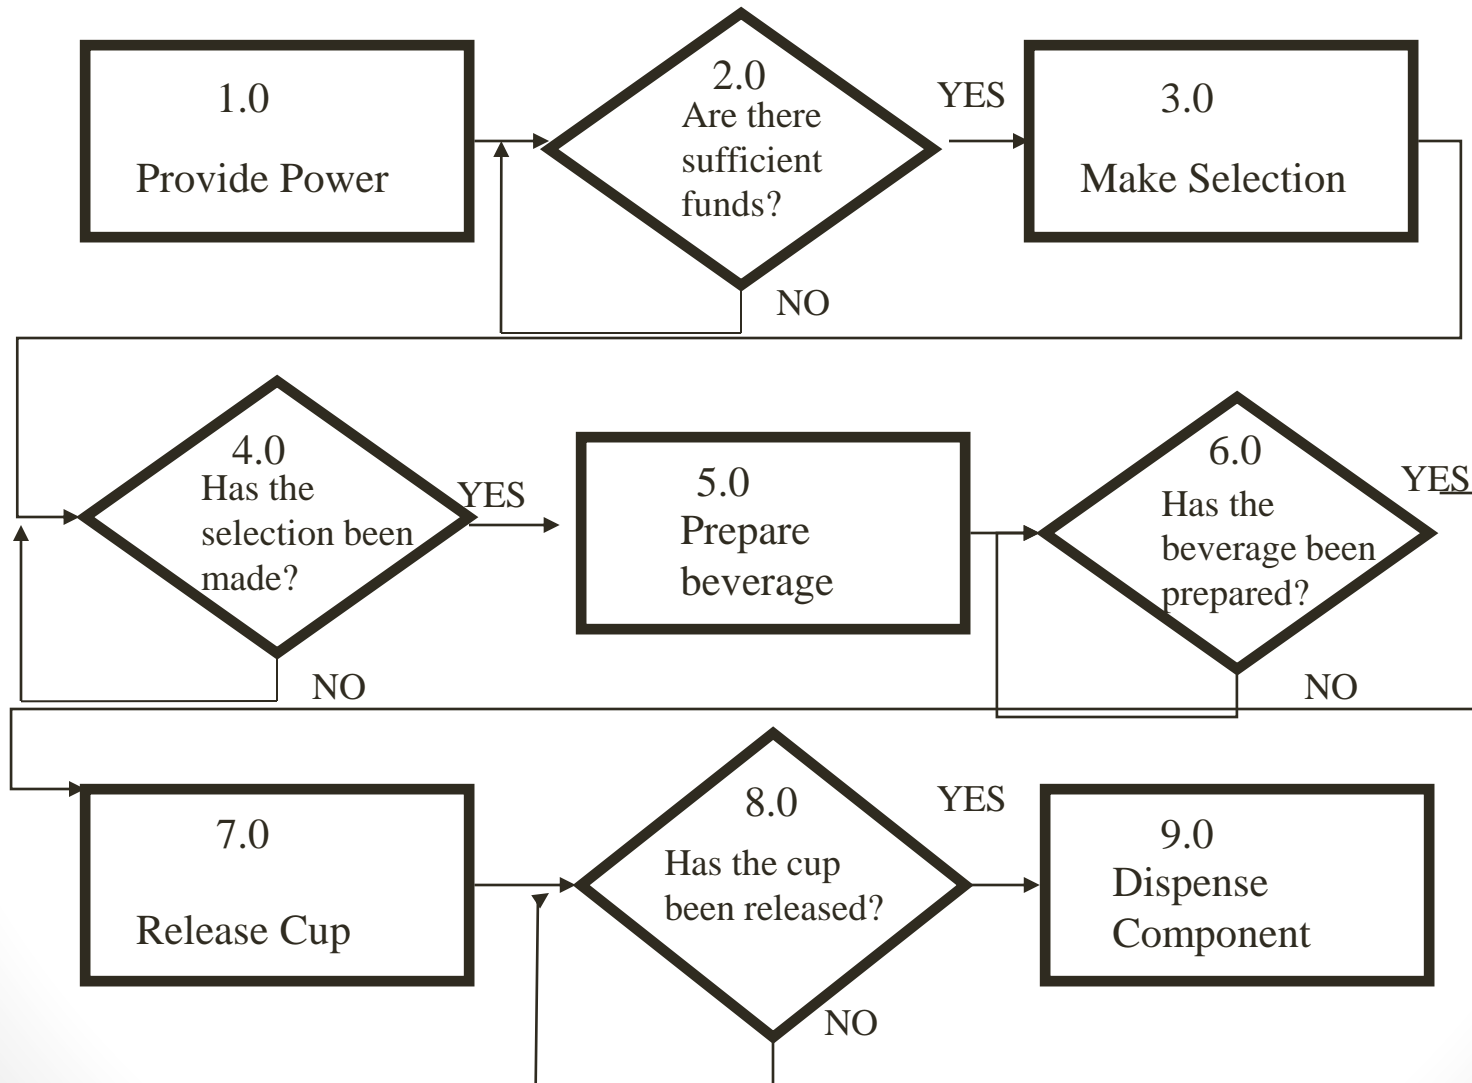 1.0
Provide Power
2.0
Are there
sufficient
funds?
YES
NO
3.0
Make Selection
4.0
Has the
selection been
made?
YES
NO
5.0
Prepare
beverage
6.0
Has the
beverage been
prepared?
YES
NO
7.0
Release Cup
8.0
Has the cup
been released?
YES
NO
9.0
Dispense
Component